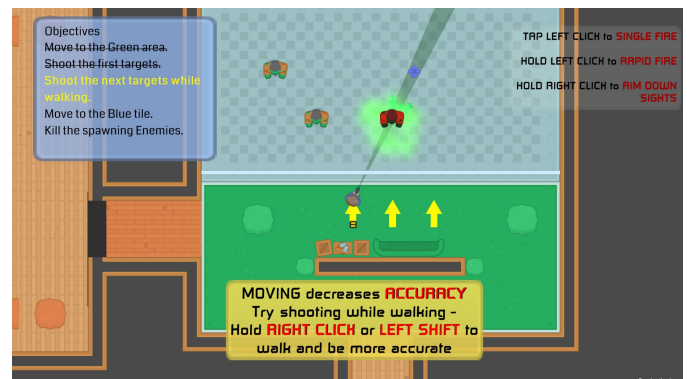 Objectives
Move to the Green area.
Shoot the first targets.
Shoot the next targets while
walking.
Move to the Blue tile.
Kill the spawning Enemies.
TAP LEFT CLICK to SINGLE FIRE
HOLD LEFT CLICK to RAPID FIRE
HOLD RIGHT CLICK to AIM DOWN
SIGHTS
MOVING decreases ACCURACY
Try shooting while walking -
Hold RIGHT CLICK or LEFT SHIFT to
walk and be more accurate